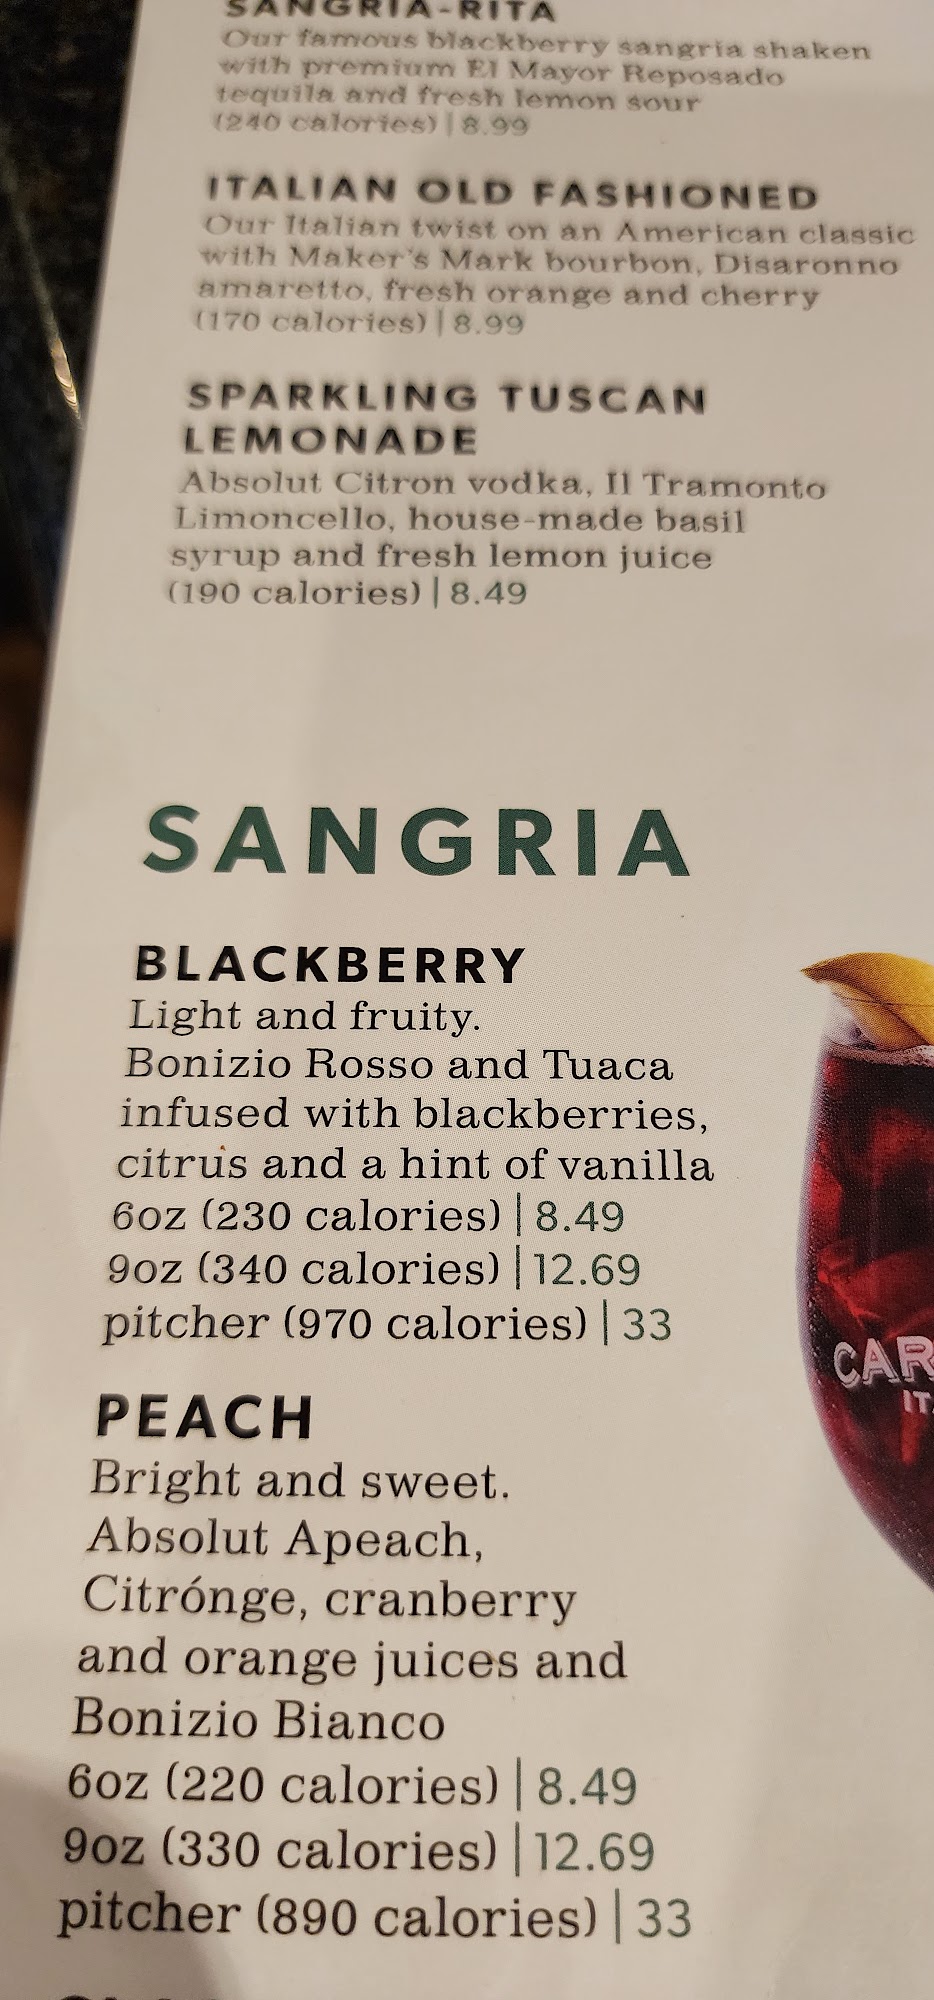 SANGRIA-RITA
Our famous blackberry sangria shaken
with premium El Mayor Reposado
tequila and fresh lemon sour
(240 calories) | 8.99
ITALIAN OLD FASHIONED
Our Italian twist on an American classic
with Maker's Mark bourbon, Disaronno
amaretto, fresh orange and cherry
(170 calories) | 8.99
SPARKLING TUSCAN
LEMONADE
Absolut Citron vodka, Il Tramonto
Limoncello, house-made basil
syrup and fresh lemon juice
(190 calories) | 8.49
SANGRIA
BLACKBERRY
Light and fruity.
Bonizio Rosso and Tuaca
infused with blackberries,
citrus and a hint of vanilla
6oz (230 calories) | 8.49
9oz (340 calories) | 12.69
pitcher (970 calories) | 33
CAR
IT
PEACH
Bright and sweet.
Absolut Apeach,
Citrónge, cranberry
and orange juices and
Bonizio Bianco
6oz (220 calories) | 8.49
9oz (330 calories) | 12.69
pitcher (890 calories) | 33